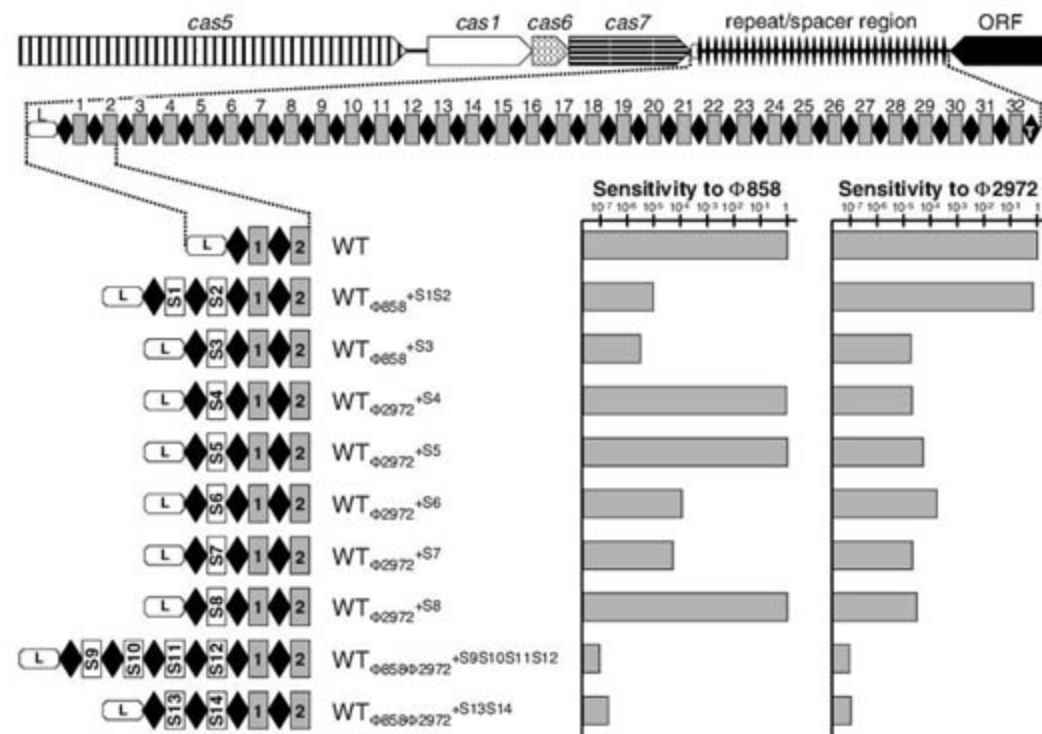 cas5 cas1 cas6 cas7 repeat/spacer region ORF
L 1 2 3 4 5 6 7 8 9 10 11 12 13 14 15 16 17 18 19 20 21 22 23 24 25 26 27 28 29 30 31 32 T
Sensitivity to Φ858 Sensitivity to Φ2972
10⁻⁷ 10⁻⁶ 10⁻⁵ 10⁻⁴ 10⁻³ 10⁻² 10⁻¹ 1 10⁻⁷ 10⁻⁶ 10⁻⁵ 10⁻⁴ 10⁻³ 10⁻² 10⁻¹ 1
L 1 2 WT
L S1 S2 1 2 WTΦ858+S1S2
L S3 1 2 WTΦ858+S3
L S4 1 2 WTΦ2972+S4
L S5 1 2 WTΦ2972+S5
L S6 1 2 WTΦ2972+S6
L S7 1 2 WTΦ2972+S7
L S8 1 2 WTΦ2972+S8
L S9 S10 S11 S12 1 2 WTΦ858Φ2972+S9S10S11S12
L S13 S14 1 2 WTΦ858Φ2972+S13S14